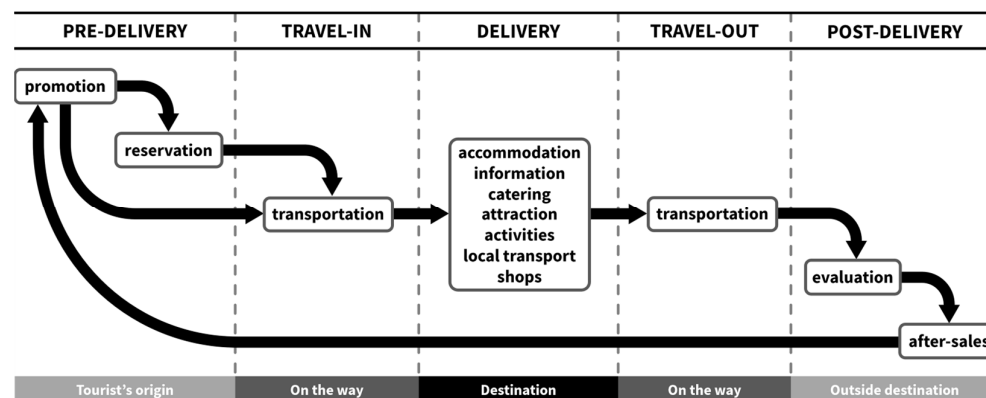 PRE-DELIVERY
TRAVEL-IN
DELIVERY
TRAVEL-OUT
POST-DELIVERY
promotion
reservation
transportation
accommodation
information
catering
attraction
activities
local transport
shops
transportation
evaluation
after-sales
Tourist's origin
On the way
Destination
On the way
Outside destination